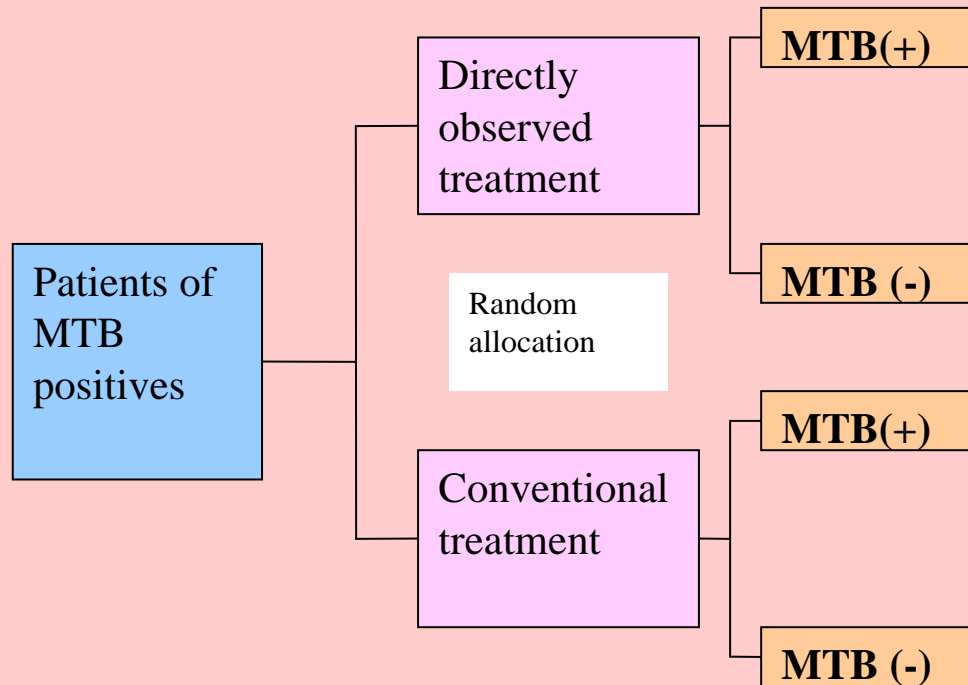 MTB(+)
Directly
observed
treatment
MTB (-)
Patients of
MTB
positives
Random
allocation
MTB(+)
Conventional
treatment
MTB (-)